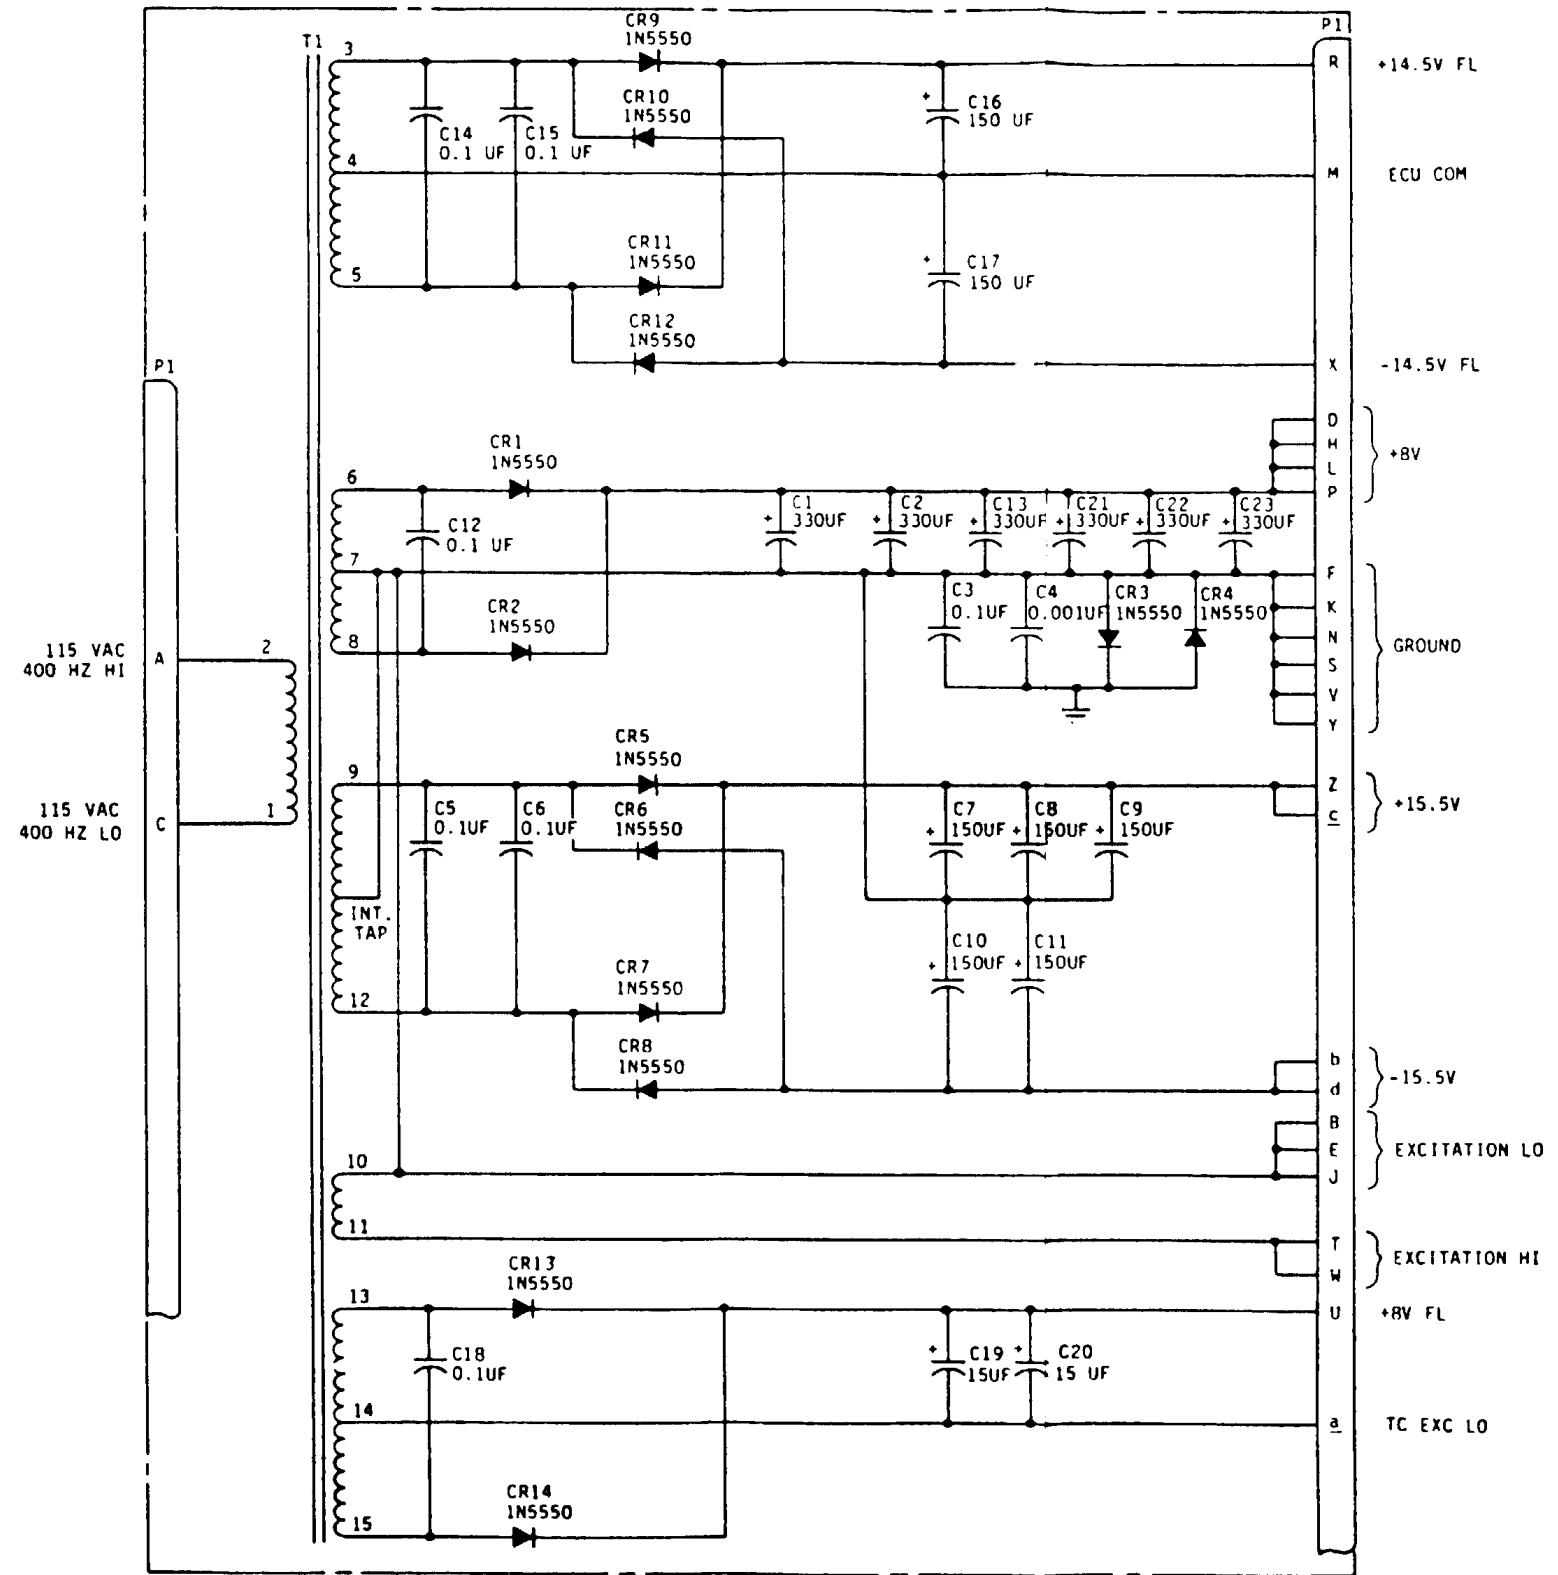 P1
T1
3
CR9
1N5550
R
+14.5V FL
CR10
1N5550
+
C16
150 UF
C14
0.1 UF
C15
0.1 UF
4
M
ECU COM
CR11
1N5550
+
C17
150 UF
5
CR12
1N5550
X
-14.5V FL
P1
D
H
L
P
+8V
CR1
1N5550
6
C12
0.1 UF
+
C1
330UF
+
C2
330UF
+
C13
330UF
+
C21
330UF
+
C22
330UF
+
C23
330UF
7
F
K
N
S
V
Y
GROUND
C3
0.1UF
C4
0.001UF
CR3
1N5550
CR4
1N5550
CR2
1N5550
8
115 VAC
400 HZ HI
A
2
115 VAC
400 HZ LO
C
1
CR5
1N5550
9
Z
c
+15.5V
C5
0.1UF
C6
0.1UF
CR6
1N5550
+
C7
150UF
+
C8
150UF
+
C9
150UF
INT.
TAP
+
C10
150UF
+
C11
150UF
CR7
1N5550
12
CR8
1N5550
b
d
-15.5V
B
E
J
EXCITATION LO
10
11
T
W
EXCITATION HI
CR13
1N5550
13
U
+8V FL
C18
0.1UF
+
C19
15UF
+
C20
15 UF
14
a
TC EXC LO
CR14
1N5550
15